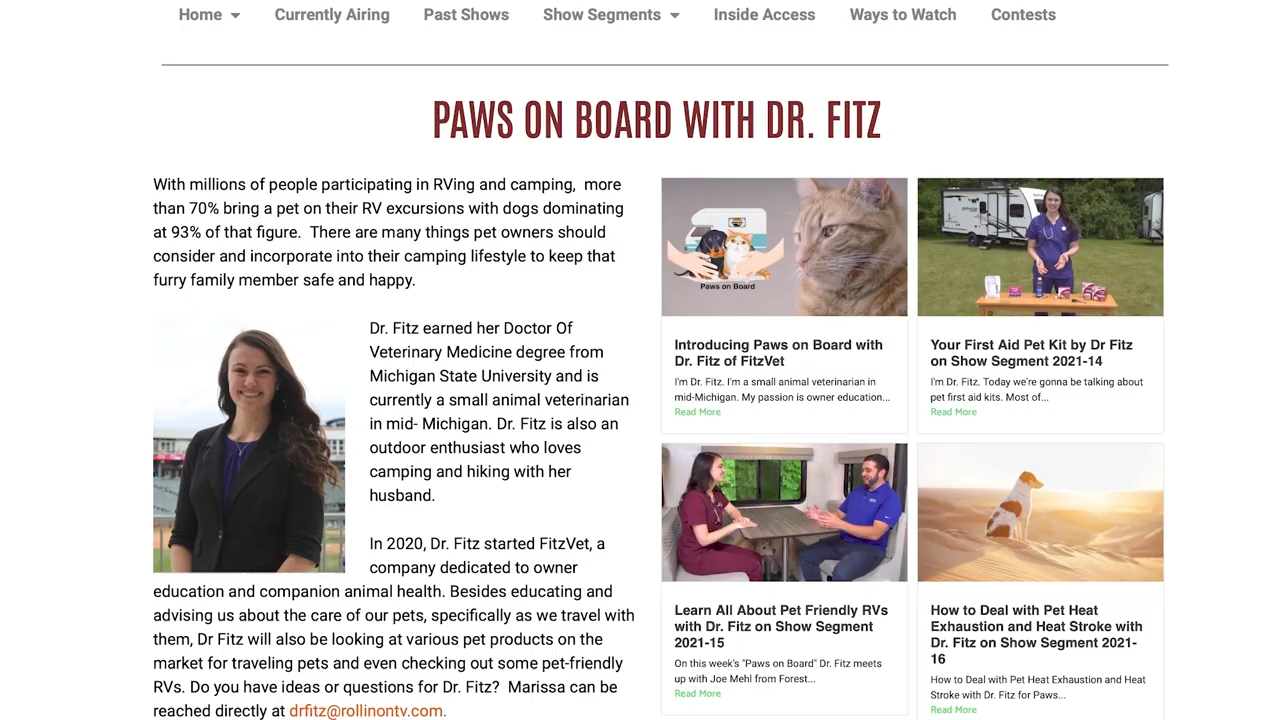 Home
Currently Airing
Past Shows
Show Segments
Inside Access
Ways to Watch
Contests
PAWS ON BOARD WITH DR. FITZ
With millions of people participating in RVing and camping, more
than 70% bring a pet on their RV excursions with dogs dominating
at 93% of that figure. There are many things pet owners should
consider and incorporate into their camping lifestyle to keep that
furry family member safe and happy.
Dr. Fitz earned her Doctor Of
Veterinary Medicine degree from
Michigan State University and is
currently a small animal veterinarian
in mid- Michigan. Dr. Fitz is also an
outdoor enthusiast who loves
camping and hiking with her
husband.
In 2020, Dr. Fitz started FitzVet, a
company dedicated to owner
education and companion animal health. Besides educating and
advising us about the care of our pets, specifically as we travel with
them, Dr Fitz will also be looking at various pet products on the
market for traveling pets and even checking out some pet-friendly
RVs. Do you have ideas or questions for Dr. Fitz? Marissa can be
reached directly at drfitz@rollinontv.com.
Paws on Board
Introducing Paws on Board with
Dr. Fitz of FitzVet
I'm Dr. Fitz. I'm a small animal veterinarian in
mid-Michigan. My passion is owner education...
Read More
Your First Aid Pet Kit by Dr Fitz
on Show Segment 2021-14
I'm Dr. Fitz. Today we're gonna be talking about
pet first aid kits. Most of...
Read More
Learn All About Pet Friendly RVs
with Dr. Fitz on Show Segment
2021-15
On this week's "Paws on Board" Dr. Fitz meets
up with Joe Mehl from Forest...
Read More
How to Deal with Pet Heat
Exhaustion and Heat Stroke with
Dr. Fitz on Show Segment 2021-
16
How to Deal with Pet Heat Exhaustion and Heat
Stroke with Dr. Fitz for Paws...
Read More